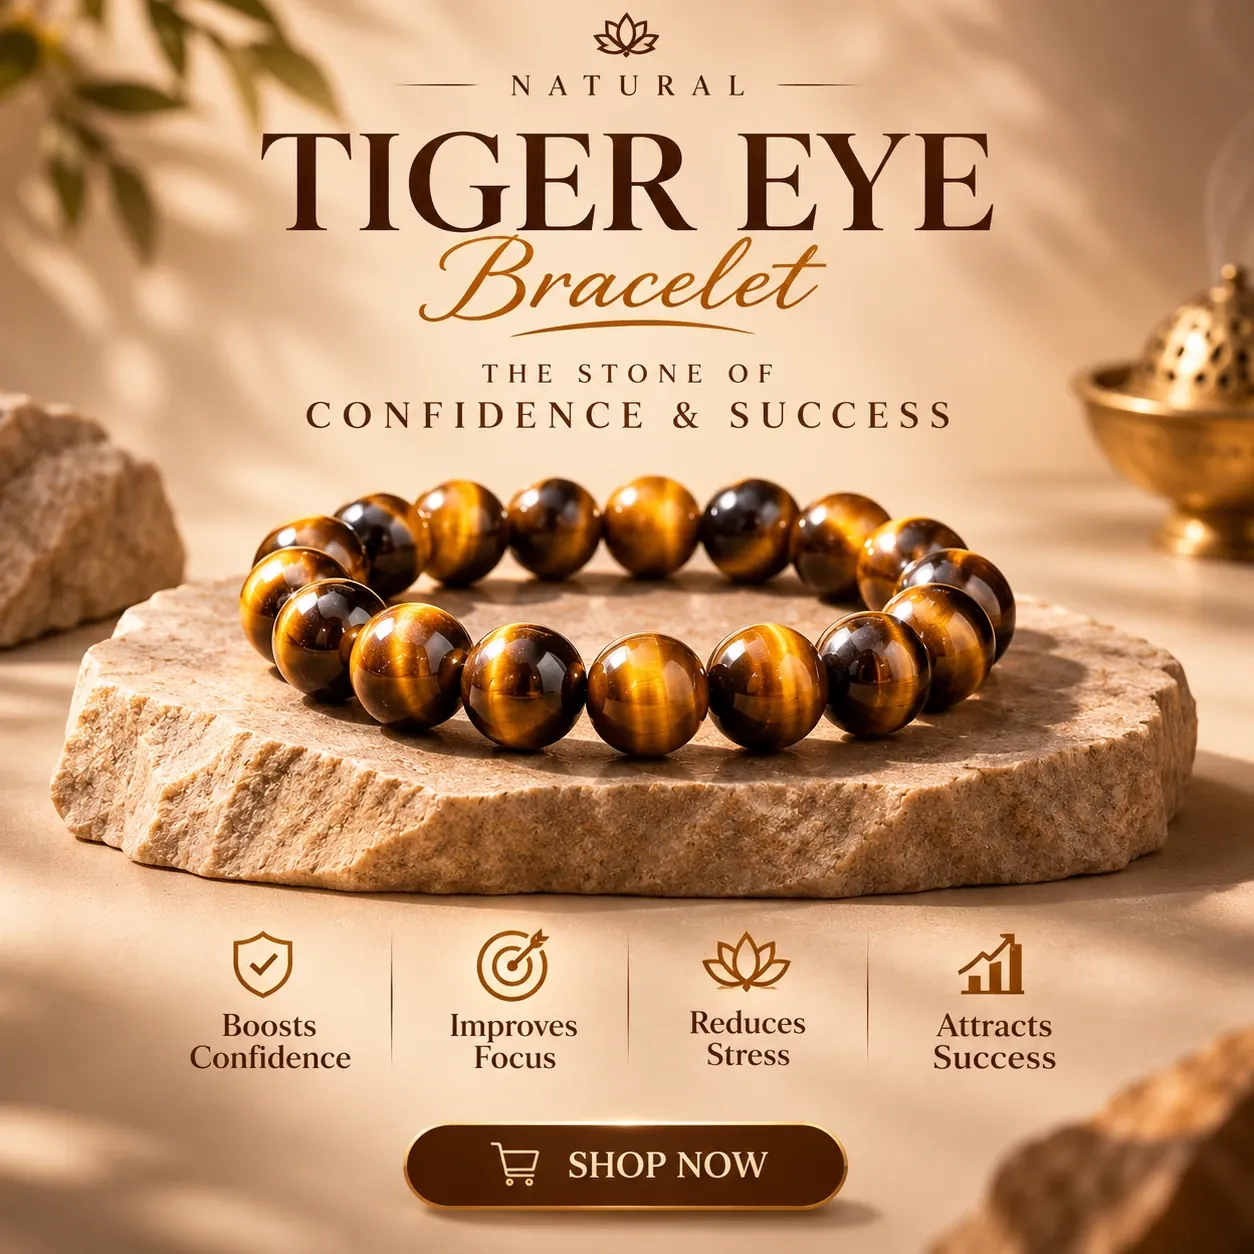 NATURAL
TIGER EYE
Bracelet
THE STONE OF
CONFIDENCE & SUCCESS
Boosts
Confidence
Improves
Focus
Reduces
Stress
Attracts
Success
SHOP NOW